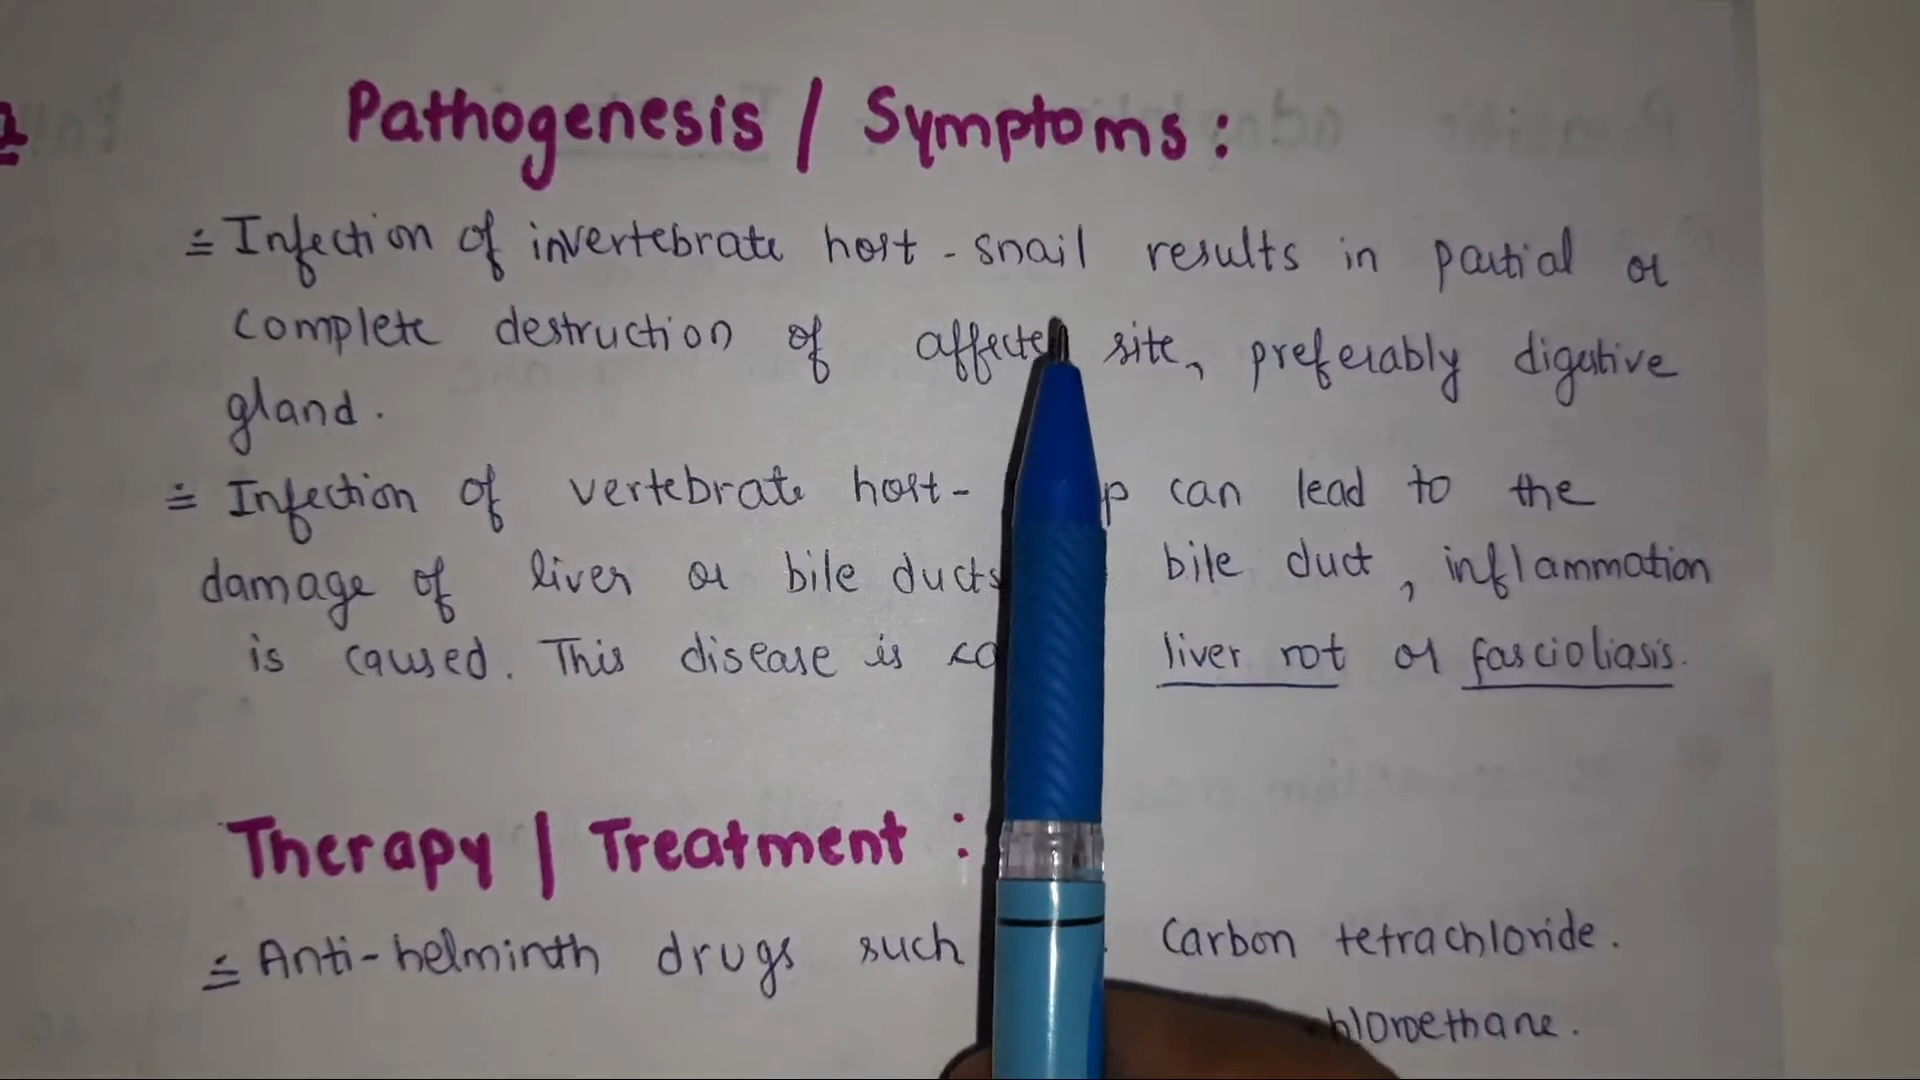 Pathogenesis / Symptoms :
= Infection of invertebrate host - snail results in partial or
complete destruction of affected site, preferably digestive
gland.
= Infection of vertebrate host - can lead to the
damage of liver or bile ducts bile duct, inflammation
is caused. This disease is liver rot or fascioliasis.
Therapy | Treatment :
= Anti-helminth drugs such Carbon tetrachloride.